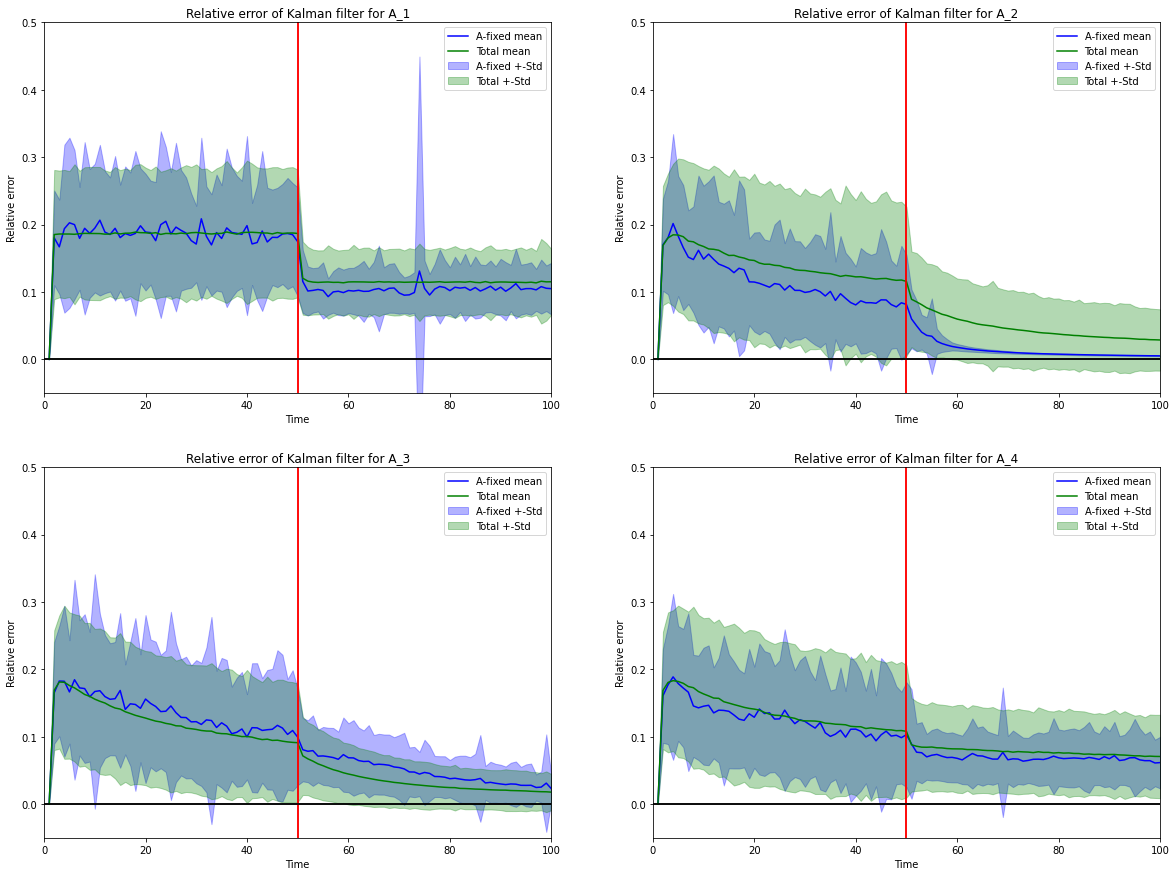 Relative error of Kalman filter for A_1
0.5
0.4
0.3
0.2
0.1
0.0
Relative error
0 20 40 60 80 100
Time
A-fixed mean
Total mean
A-fixed +-Std
Total +-Std
Relative error of Kalman filter for A_2
0.5
0.4
0.3
0.2
0.1
0.0
Relative error
0 20 40 60 80 100
Time
A-fixed mean
Total mean
A-fixed +-Std
Total +-Std
Relative error of Kalman filter for A_3
0.5
0.4
0.3
0.2
0.1
0.0
Relative error
0 20 40 60 80 100
Time
A-fixed mean
Total mean
A-fixed +-Std
Total +-Std
Relative error of Kalman filter for A_4
0.5
0.4
0.3
0.2
0.1
0.0
Relative error
0 20 40 60 80 100
Time
A-fixed mean
Total mean
A-fixed +-Std
Total +-Std